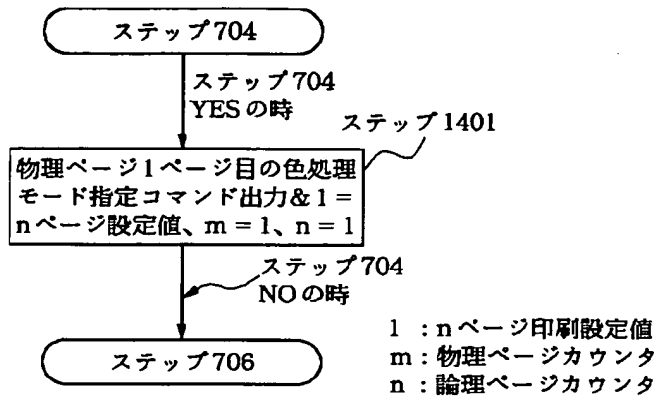 ステップ704
ステップ704
YESの時
ステップ1401
物理ページ1ページ目の色処理
モード指定コマンド出力&1=
nページ設定値、m=1、n=1
ステップ704
NOの時
ステップ706
1:nページ印刷設定値
m:物理ページカウンタ
n:論理ページカウンタ